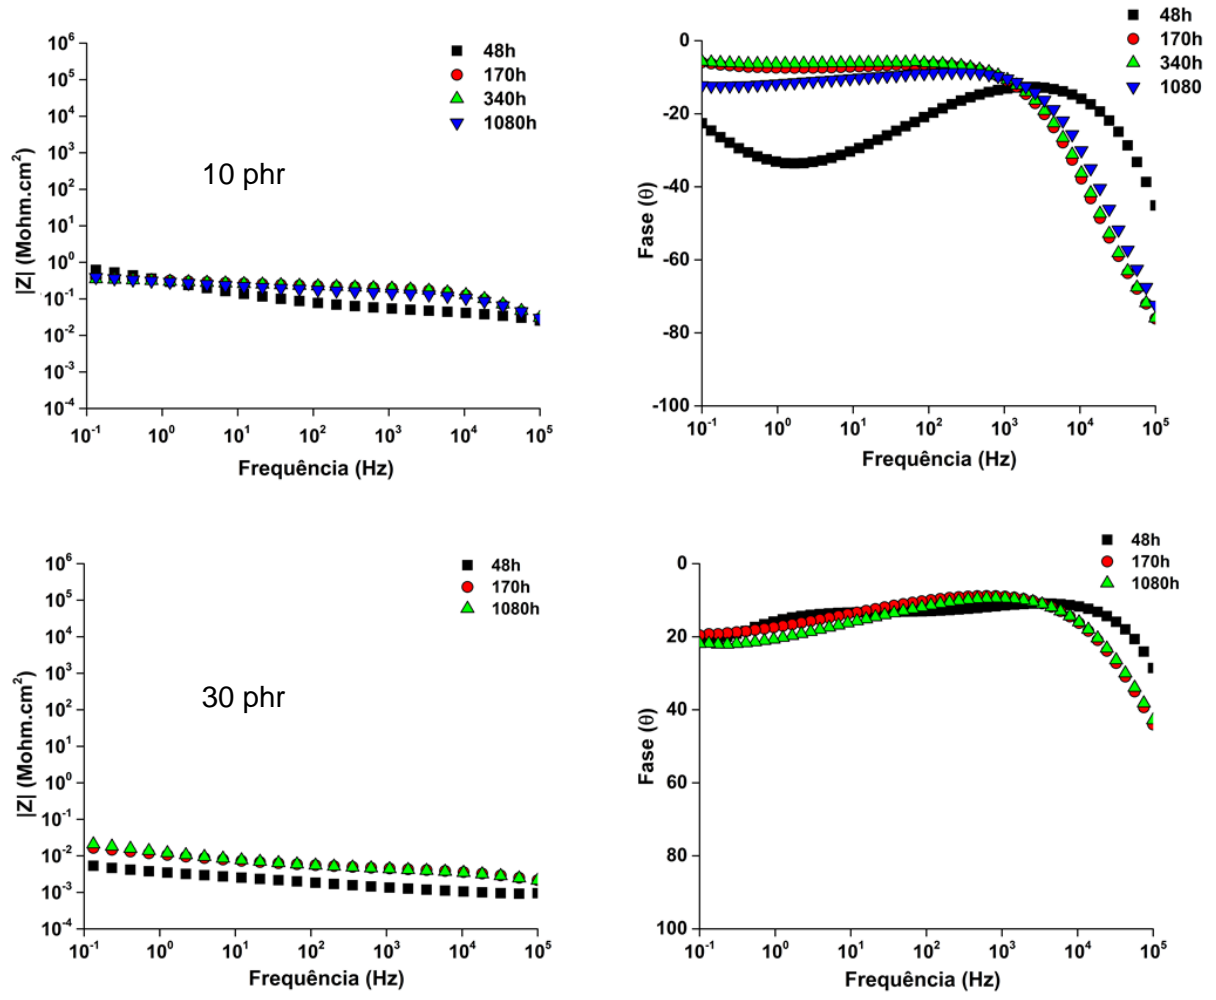 48h
170h
340h
1080h
10 phr
|Z| (Mohm.cm²)
10⁶
10⁵
10⁴
10³
10²
10¹
10⁰
10⁻¹
10⁻²
10⁻³
10⁻⁴
10⁻¹ 10⁰ 10¹ 10² 10³ 10⁴ 10⁵
Frequência (Hz)
48h
170h
340h
1080
Fase (θ)
0
-20
-40
-60
-80
-100
10⁻¹ 10⁰ 10¹ 10² 10³ 10⁴ 10⁵
Frequência (Hz)
48h
170h
1080h
30 phr
|Z| (Mohm.cm²)
10⁶
10⁵
10⁴
10³
10²
10¹
10⁰
10⁻¹
10⁻²
10⁻³
10⁻⁴
10⁻¹ 10⁰ 10¹ 10² 10³ 10⁴ 10⁵
Frequência (Hz)
48h
170h
1080h
Fase (θ)
0
20
40
60
80
100
10⁻¹ 10⁰ 10¹ 10² 10³ 10⁴ 10⁵
Frequência (Hz)